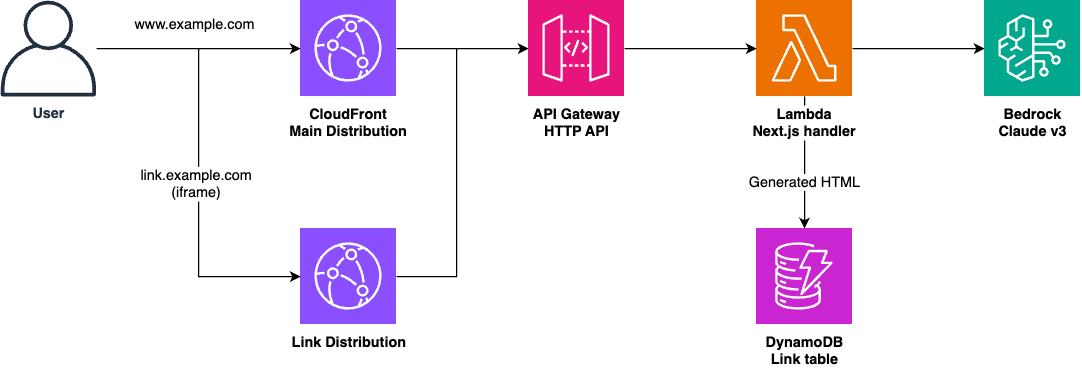 www.example.com
User
CloudFront
Main Distribution
API Gateway
HTTP API
Lambda
Next.js handler
Bedrock
Claude v3
link.example.com
(iframe)
Generated HTML
Link Distribution
DynamoDB
Link table